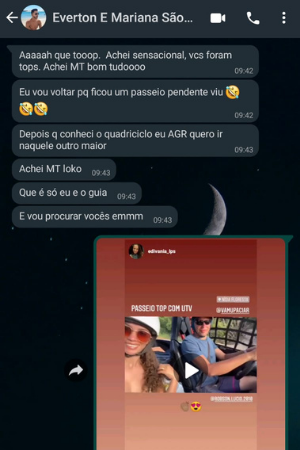 Everton E Mariana São...
Aaaaah que tooop. Achei sensacional, vcs foram
tops. Achei MT bom tudoooo
09:42
Eu vou voltar pq ficou um passeio pendente viu 🤣
🤣🤣
09:42
Depois q conheci o quadriciclo eu AGR quero ir
naquele outro maior
09:43
Achei MT loko 09:43
Que é só eu e o guia 09:43
E vou procurar vocês emmm 09:43
PASSEIO TOP COM UTV
@VAMUPACIAR